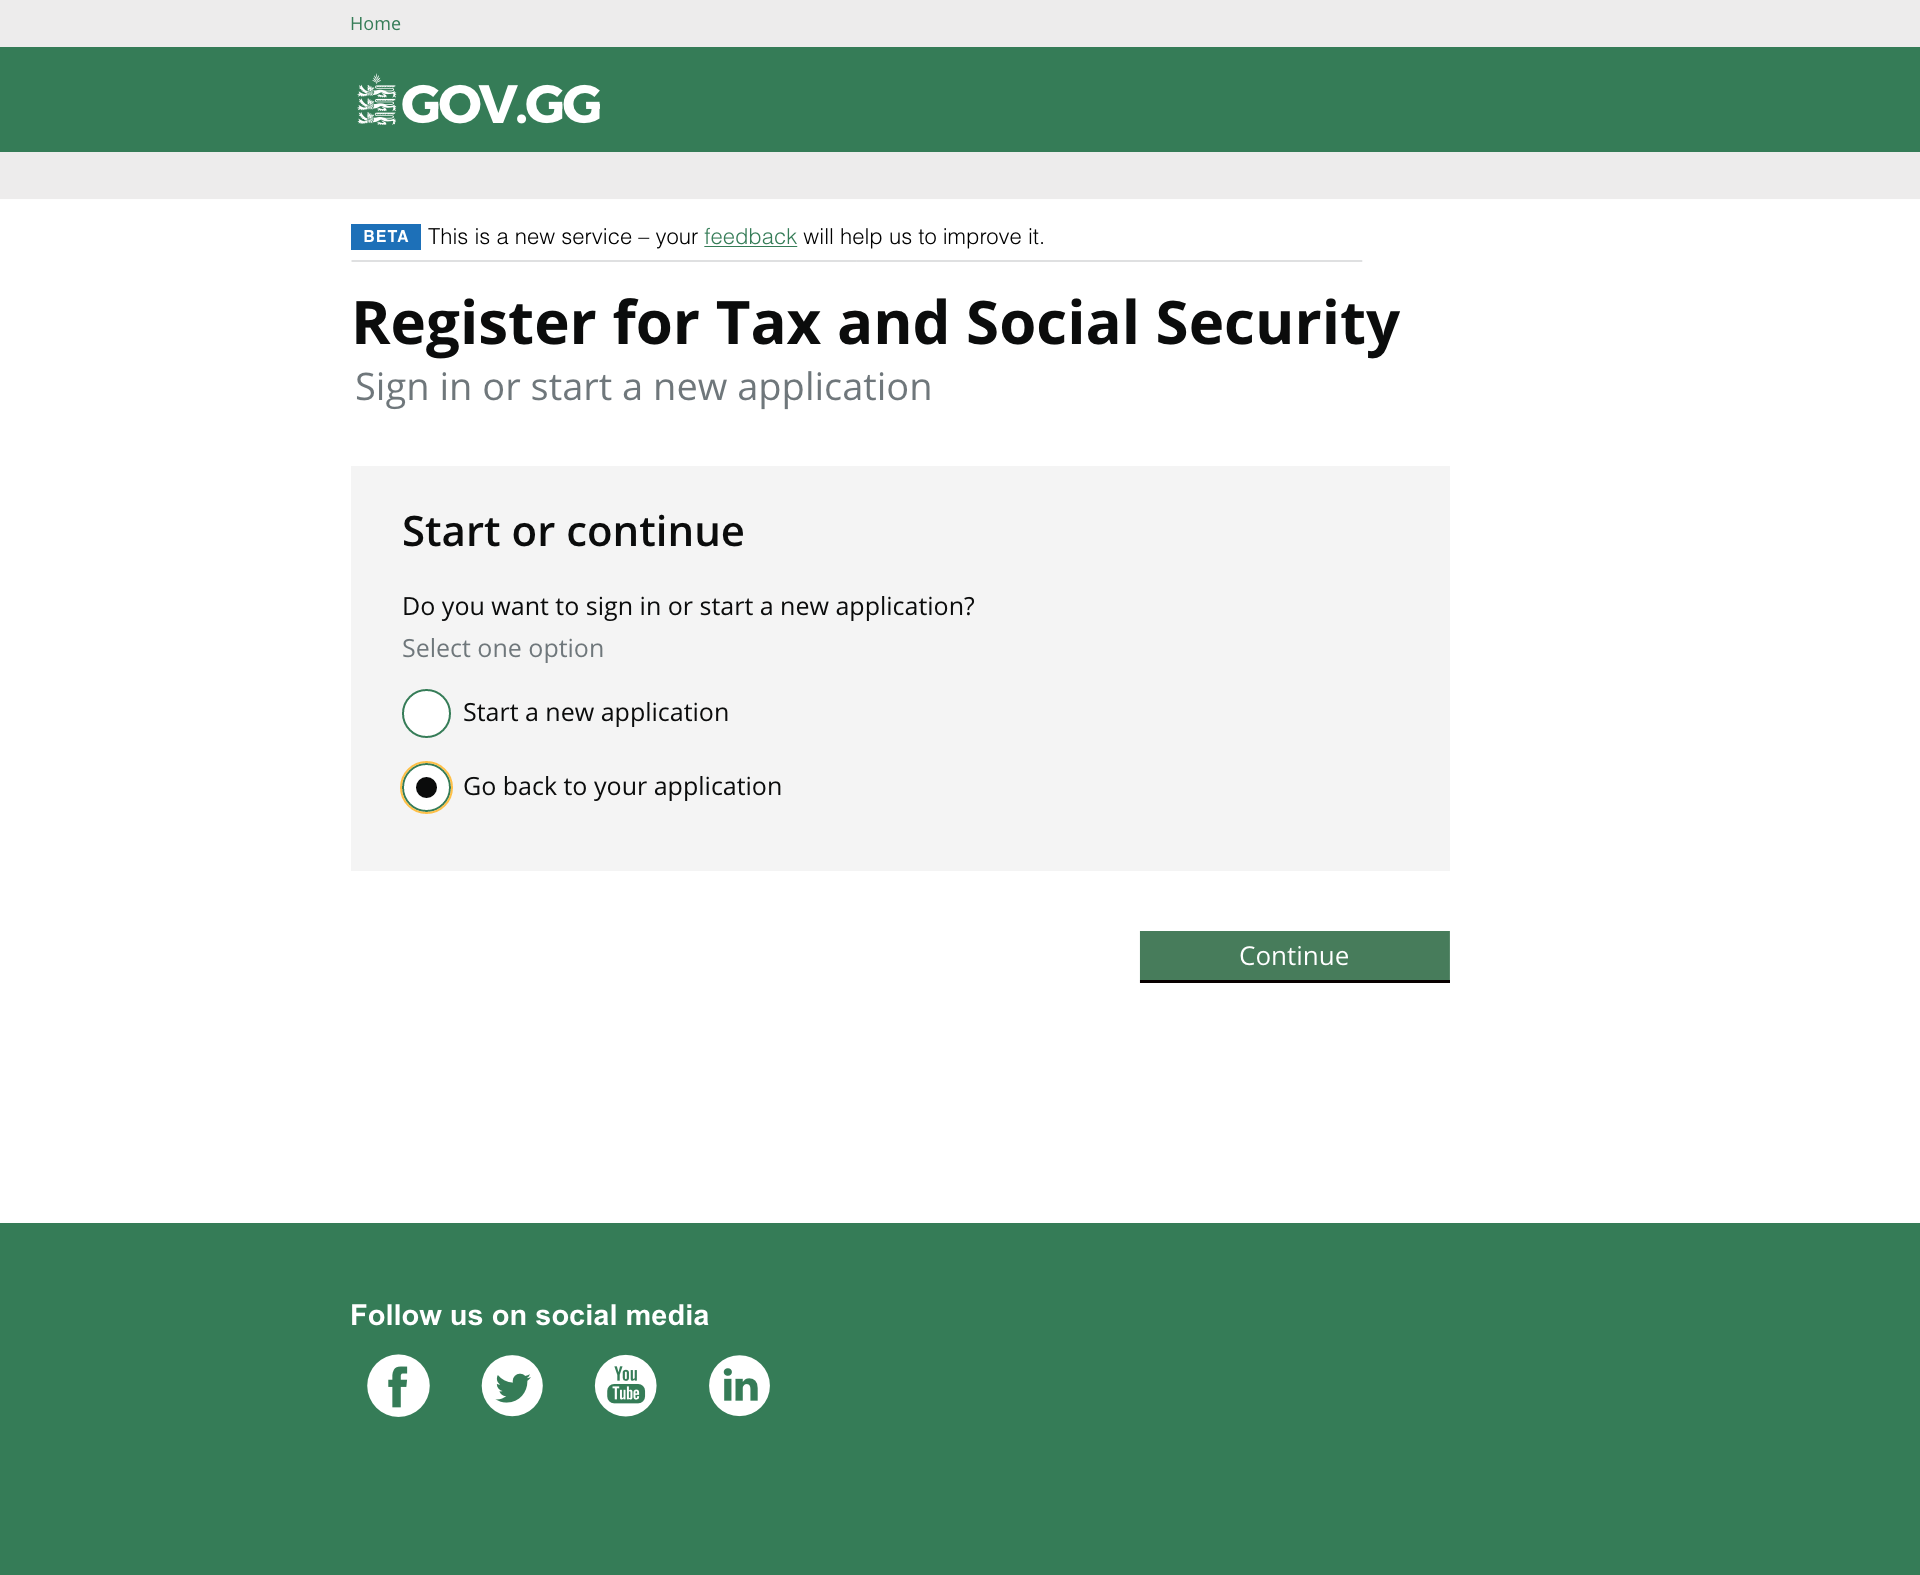 Home
GOV.GG
BETA This is a new service – your feedback will help us to improve it.
Register for Tax and Social Security
Sign in or start a new application
Start or continue
Do you want to sign in or start a new application?
Select one option
Start a new application
Go back to your application
Continue
Follow us on social media
f
You
Tube
in